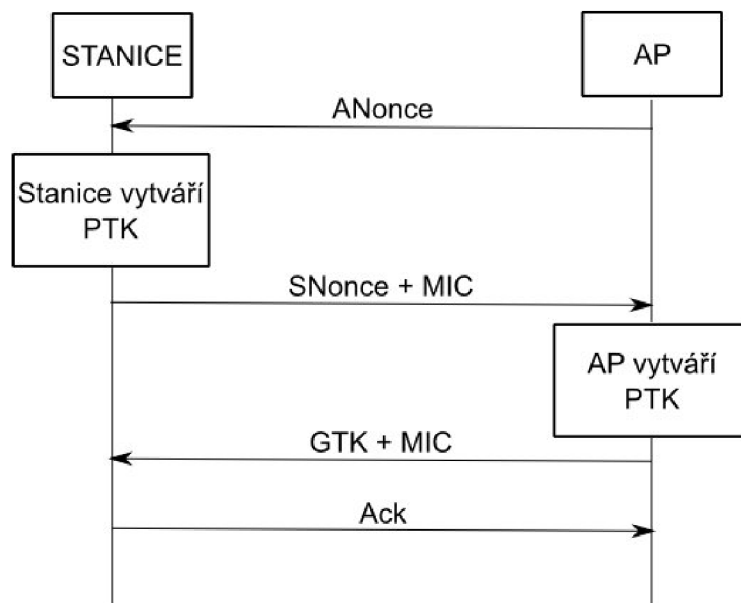 STANICE
AP
ANonce
Stanice vytváří
PTK
SNonce + MIC
AP vytváří
PTK
GTK + MIC
Ack